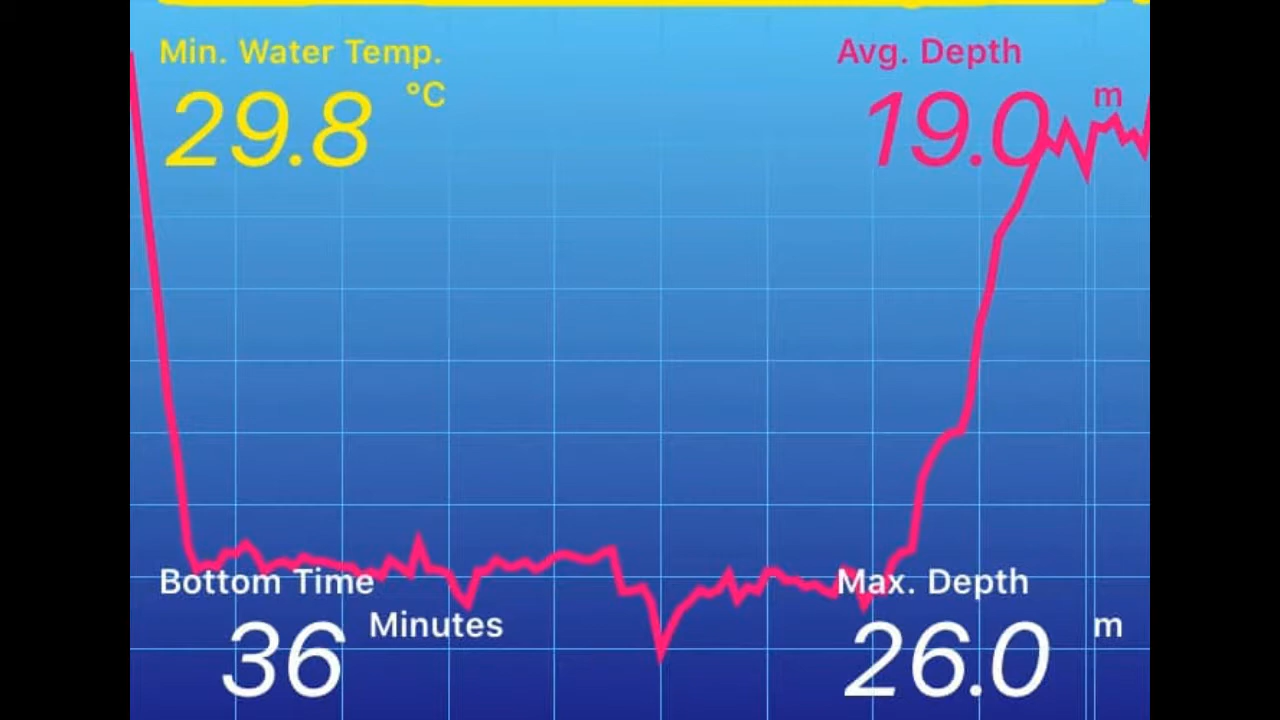 Min. Water Temp.
29.8 °C
Avg. Depth
19.0 m
Bottom Time
36 Minutes
Max. Depth
26.0 m